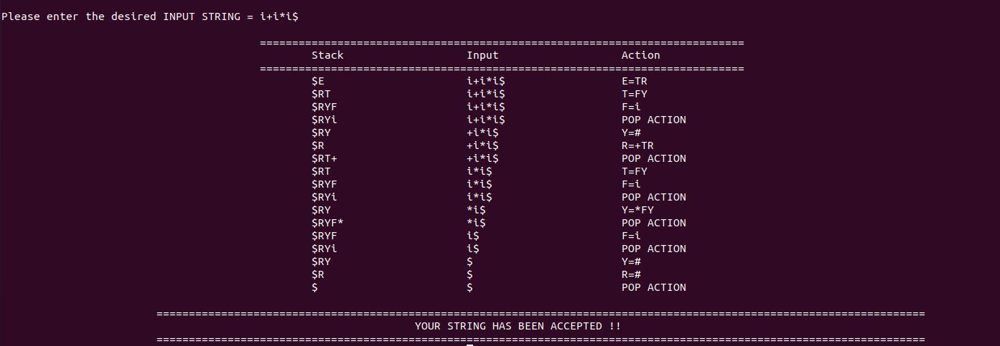 Please enter the desired INPUT STRING = i+i*i$
===========================================================================
Stack Input Action
===========================================================================
$E i+i*i$ E=TR
$RT i+i*i$ T=FY
$RYF i+i*i$ F=i
$RYi i+i*i$ POP ACTION
$RY +i*i$ Y=#
$R +i*i$ R=+TR
$RT+ +i*i$ POP ACTION
$RT i*i$ T=FY
$RYF i*i$ F=i
$RYi i*i$ POP ACTION
$RY *i$ Y=*FY
$RYF* *i$ POP ACTION
$RYF i$ F=i
$RYi i$ POP ACTION
$RY $ Y=#
$R $ R=#
$ $ POP ACTION
=======================================================================================================================
YOUR STRING HAS BEEN ACCEPTED !!
=======================================================================================================================